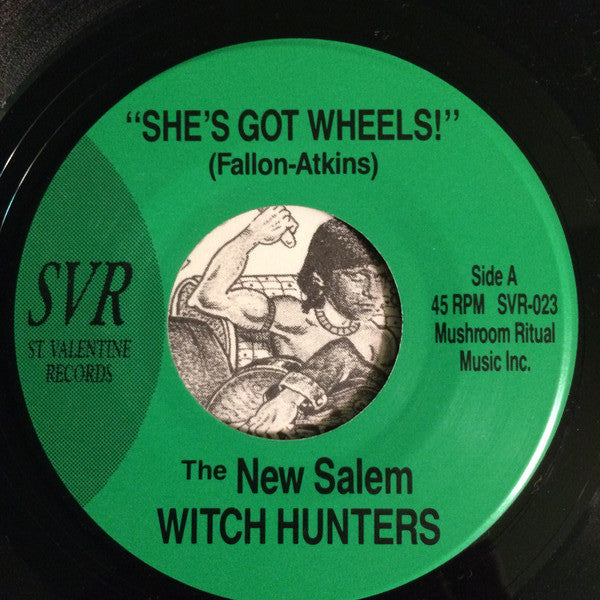 “SHE’S GOT WHEELS!”
(Fallon-Atkins)
SVR
ST VALENTINE
RECORDS
Side A
45 RPM SVR-023
Mushroom Ritual
Music Inc.
The New Salem
WITCH HUNTERS